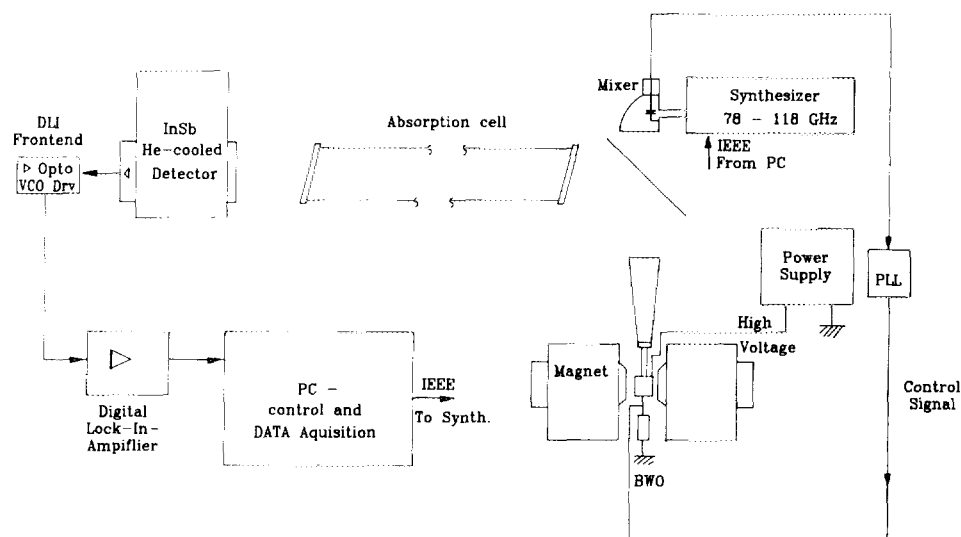 Mixer
Synthesizer
78 - 118 GHz
IEEE
From PC
DLI
Frontend
Opto
VCO Drv
InSb
He-cooled
Detector
Absorption cell
Power
Supply
PLL
High
Voltage
Magnet
BWO
Control
Signal
Digital
Lock-In-
Ampiflier
PC -
control and
DATA Aquisition
IEEE
To Synth.